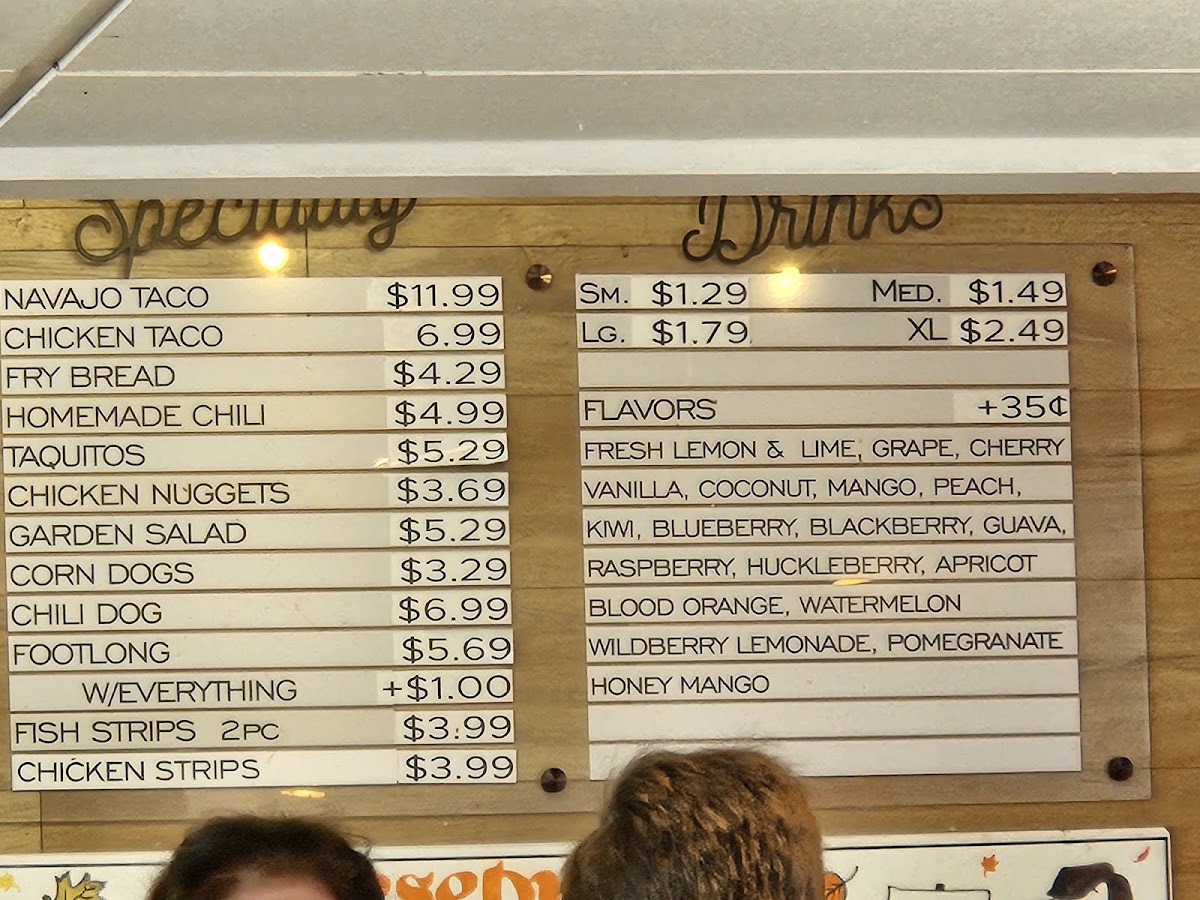 Speciality
NAVAJO TACO $11.99
CHICKEN TACO 6.99
FRY BREAD $4.29
HOMEMADE CHILI $4.99
TAQUITOS $5.29
CHICKEN NUGGETS $3.69
GARDEN SALAD $5.29
CORN DOGS $3.29
CHILI DOG $6.99
FOOTLONG $5.69
W/EVERYTHING +$1.00
FISH STRIPS 2PC $3.99
CHICKEN STRIPS $3.99
Drinks
SM. $1.29 MED. $1.49
LG. $1.79 XL $2.49
FLAVORS +35¢
FRESH LEMON & LIME, GRAPE, CHERRY
VANILLA, COCONUT, MANGO, PEACH,
KIWI, BLUEBERRY, BLACKBERRY, GUAVA,
RASPBERRY, HUCKLEBERRY, APRICOT
BLOOD ORANGE, WATERMELON
WILDBERRY LEMONADE, POMEGRANATE
HONEY MANGO